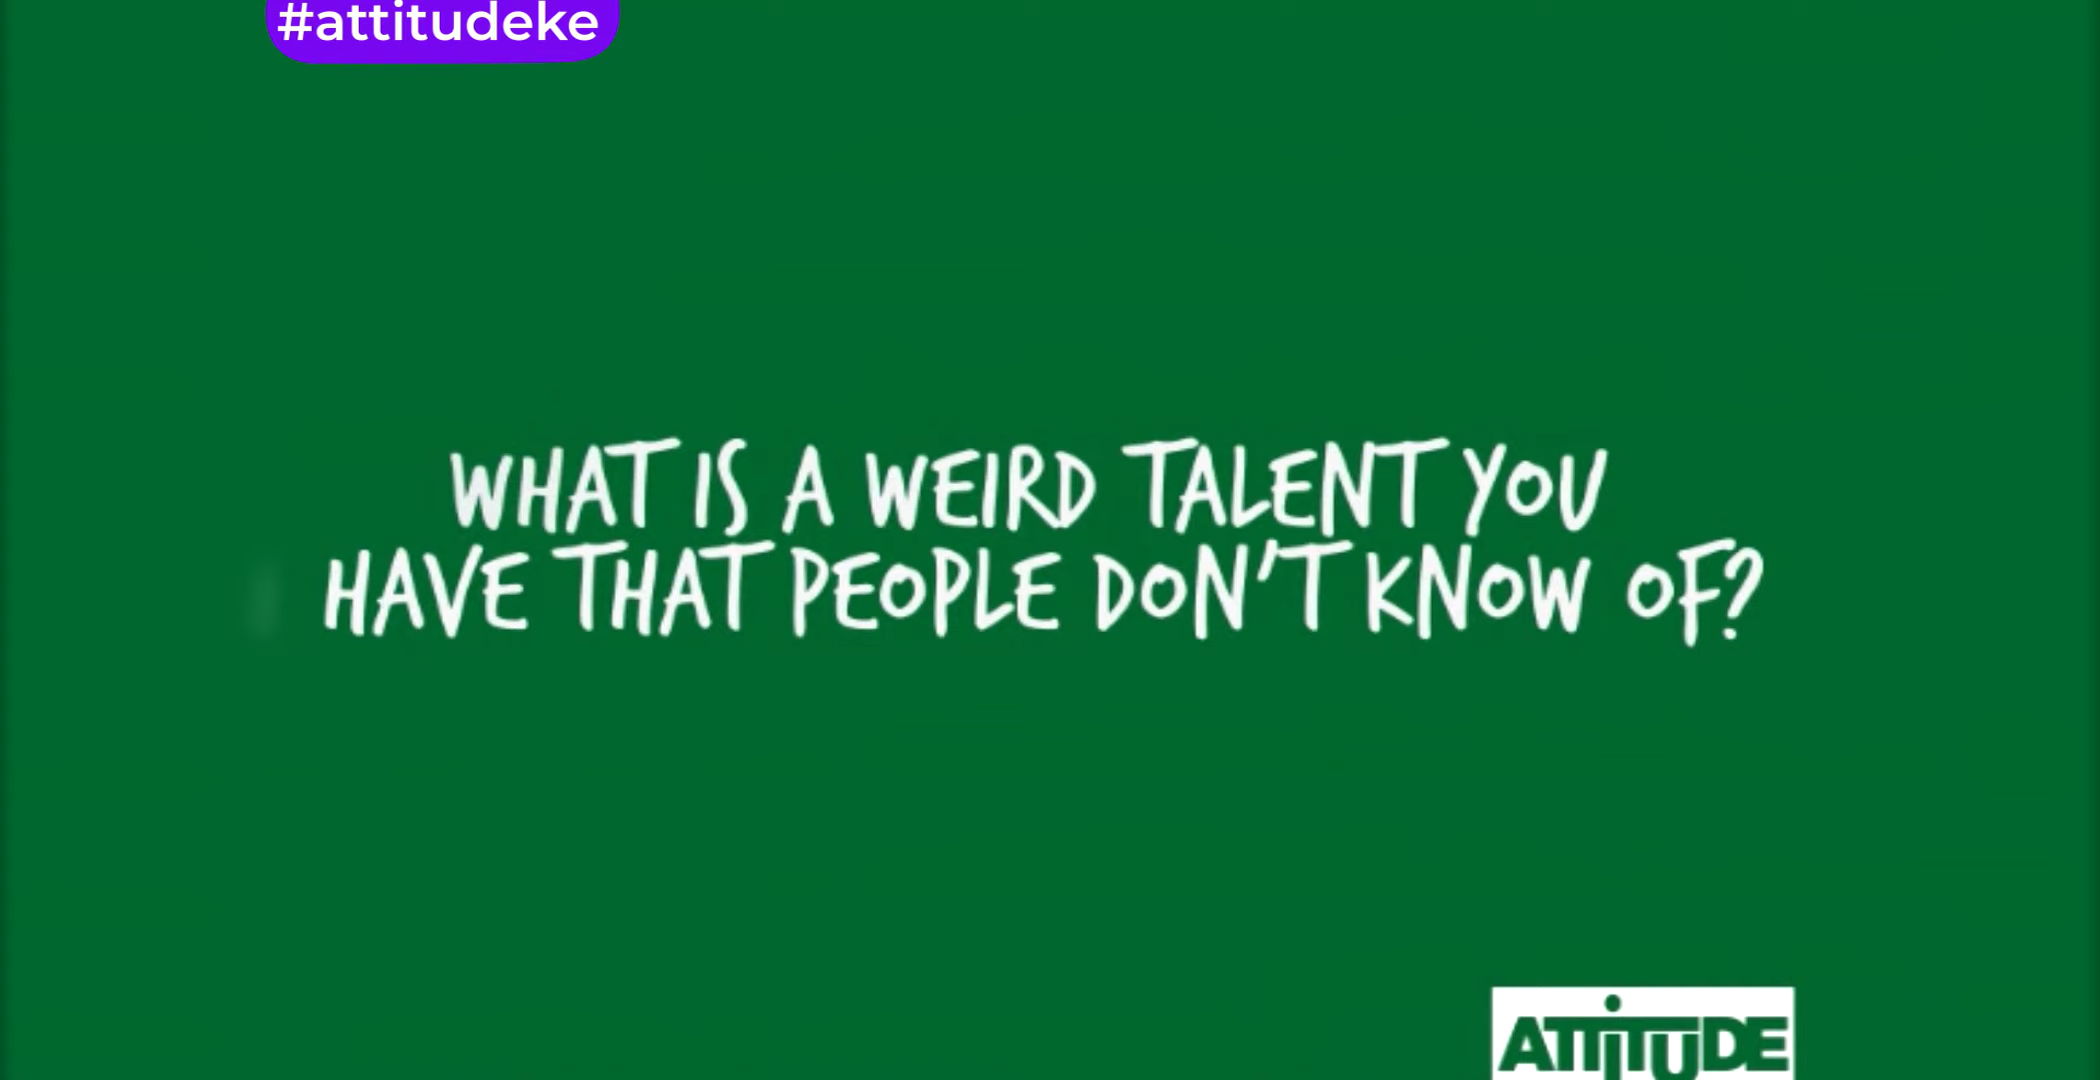 #attitudeke
WHAT IS A WEIRD TALENT YOU
HAVE THAT PEOPLE DON'T KNOW OF?
ATTiTUDE